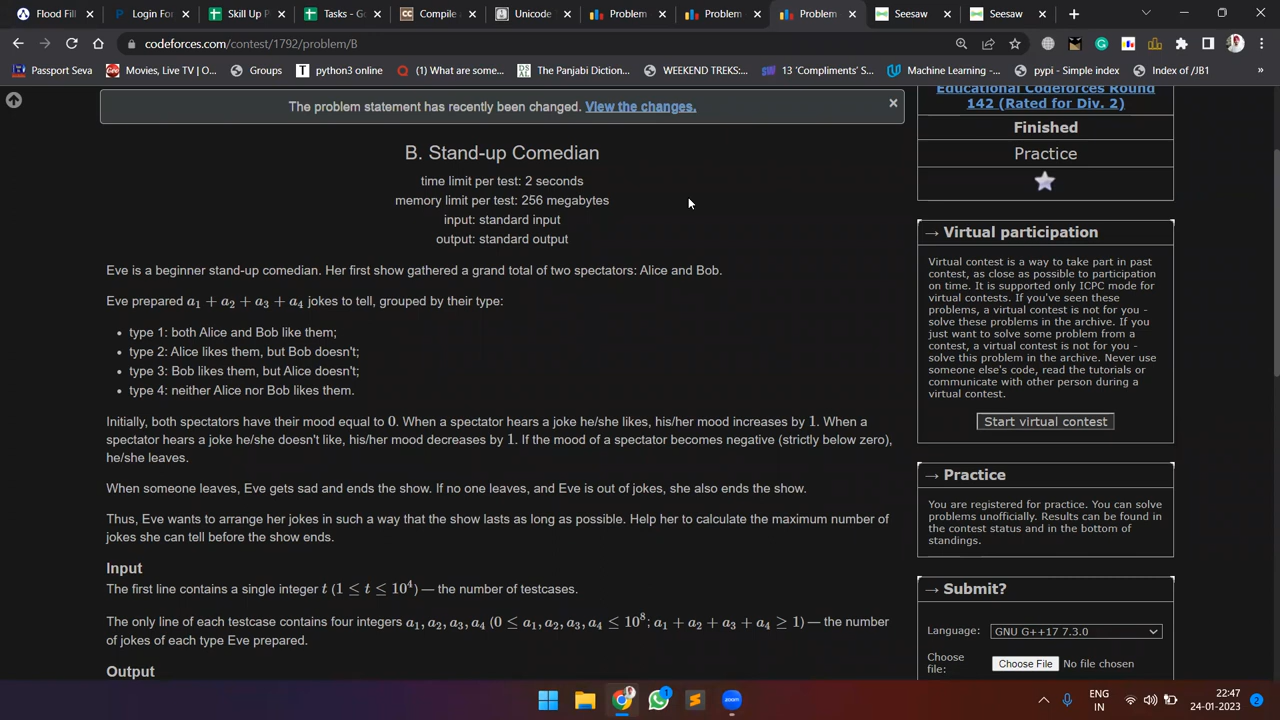 Flood Fill
Login For
Skill Up P
Tasks - Go
Compile a
Unicode
Problem
Problem
Problem
Seesaw
Seesaw
codeforces.com/contest/1792/problem/B
Passport Seva
Movies, Live TV | O...
Groups
python3 online
(1) What are some...
The Panjabi Diction...
WEEKEND TREKS:...
13 'Compliments' S...
Machine Learning -...
pypi - Simple index
Index of /JB1
»
The problem statement has recently been changed. View the changes.
B. Stand-up Comedian
time limit per test: 2 seconds
memory limit per test: 256 megabytes
input: standard input
output: standard output
Eve is a beginner stand-up comedian. Her first show gathered a grand total of two spectators: Alice and Bob.
Eve prepared a1 + a2 + a3 + a4 jokes to tell, grouped by their type:
• type 1: both Alice and Bob like them;
• type 2: Alice likes them, but Bob doesn't;
• type 3: Bob likes them, but Alice doesn't;
• type 4: neither Alice nor Bob likes them.
Initially, both spectators have their mood equal to 0. When a spectator hears a joke he/she likes, his/her mood increases by 1. When a
spectator hears a joke he/she doesn't like, his/her mood decreases by 1. If the mood of a spectator becomes negative (strictly below zero),
he/she leaves.
When someone leaves, Eve gets sad and ends the show. If no one leaves, and Eve is out of jokes, she also ends the show.
Thus, Eve wants to arrange her jokes in such a way that the show lasts as long as possible. Help her to calculate the maximum number of
jokes she can tell before the show ends.
Input
The first line contains a single integer t (1 ≤ t ≤ 10^4) — the number of testcases.
The only line of each testcase contains four integers a1, a2, a3, a4 (0 ≤ a1, a2, a3, a4 ≤ 10^8; a1 + a2 + a3 + a4 ≥ 1) — the number
of jokes of each type Eve prepared.
Output
Educational Codeforces Round
142 (Rated for Div. 2)
Finished
Practice
→ Virtual participation
Virtual contest is a way to take part in past
contest, as close as possible to participation
on time. It is supported only ICPC mode for
virtual contests. If you've seen these
problems, a virtual contest is not for you -
solve these problems in the archive. If you
just want to solve some problem from a
contest, a virtual contest is not for you -
solve this problem in the archive. Never use
someone else's code, read the tutorials or
communicate with other person during a
virtual contest.
Start virtual contest
→ Practice
You are registered for practice. You can solve
problems unofficially. Results can be found in
the contest status and in the bottom of
standings.
→ Submit?
Language: GNU G++17 7.3.0
Choose
file:
Choose File No file chosen
1
zoom
ENG
IN
22:47
24-01-2023
2